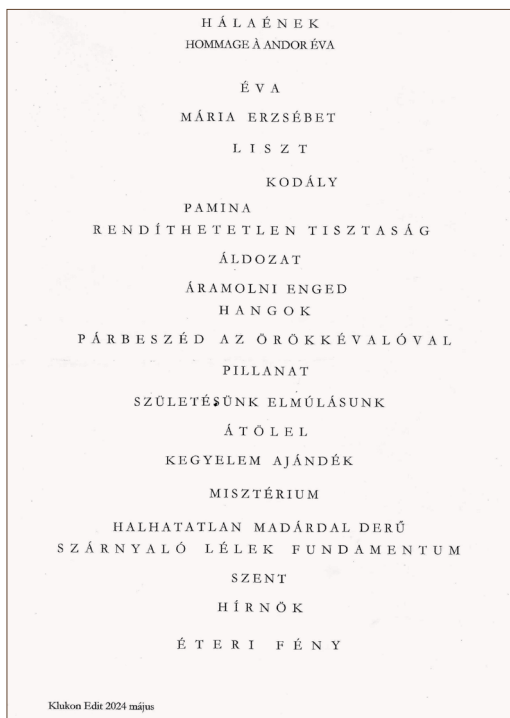 HÁLAÉNEK
HOMMAGE À ANDOR ÉVA
ÉVA
MÁRIA ERZSÉBET
LISZT
KODÁLY
PAMINA
RENDÍTHETETLEN TISZTASÁG
ÁLDOZAT
ÁRAMOLNI ENGED
HANGOK
PÁRBESZÉD AZ ÖRÖKKÉVALÓVAL
PILLANAT
SZÜLETÉSÜNK ELMÚLÁSUNK
ÁTÖLEL
KEGYELEM AJÁNDÉK
MISZTÉRIUM
HALHATATLAN MADÁRDAL DERŰ
SZÁRNYALÓ LÉLEK FUNDAMENTUM
SZENT
HÍRNÖK
ÉTERI FÉNY
Klukon Edit 2024 május